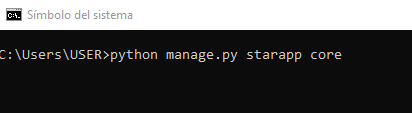 Símbolo del sistema
C:\Users\USER>python manage.py starapp core